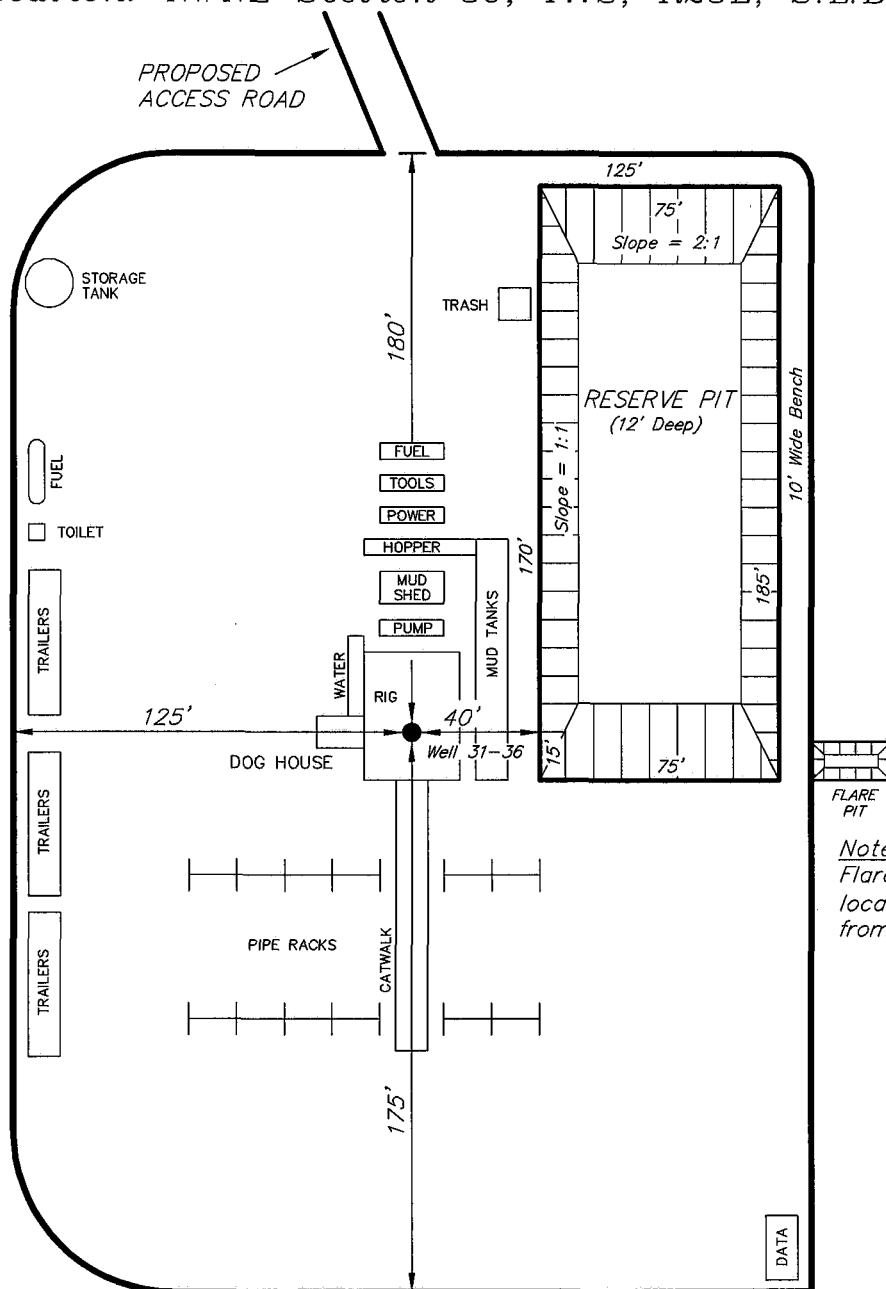 PROPOSED
ACCESS ROAD
125'
75'
Slope = 2:1
STORAGE
TANK
TRASH
180'
RESERVE PIT
(12' Deep)
10' Wide Bench
Slope = 1:1
FUEL
FUEL
TOOLS
POWER
TOILET
HOPPER
170'
MUD
SHED
185'
TRAILERS
MUD TANKS
PUMP
WATER
RIG
125'
40'
Well 31-36
15'
75'
DOG HOUSE
FLARE
PIT
TRAILERS
Note
Flare
loca
from
PIPE RACKS
CATWALK
TRAILERS
175'
DATA